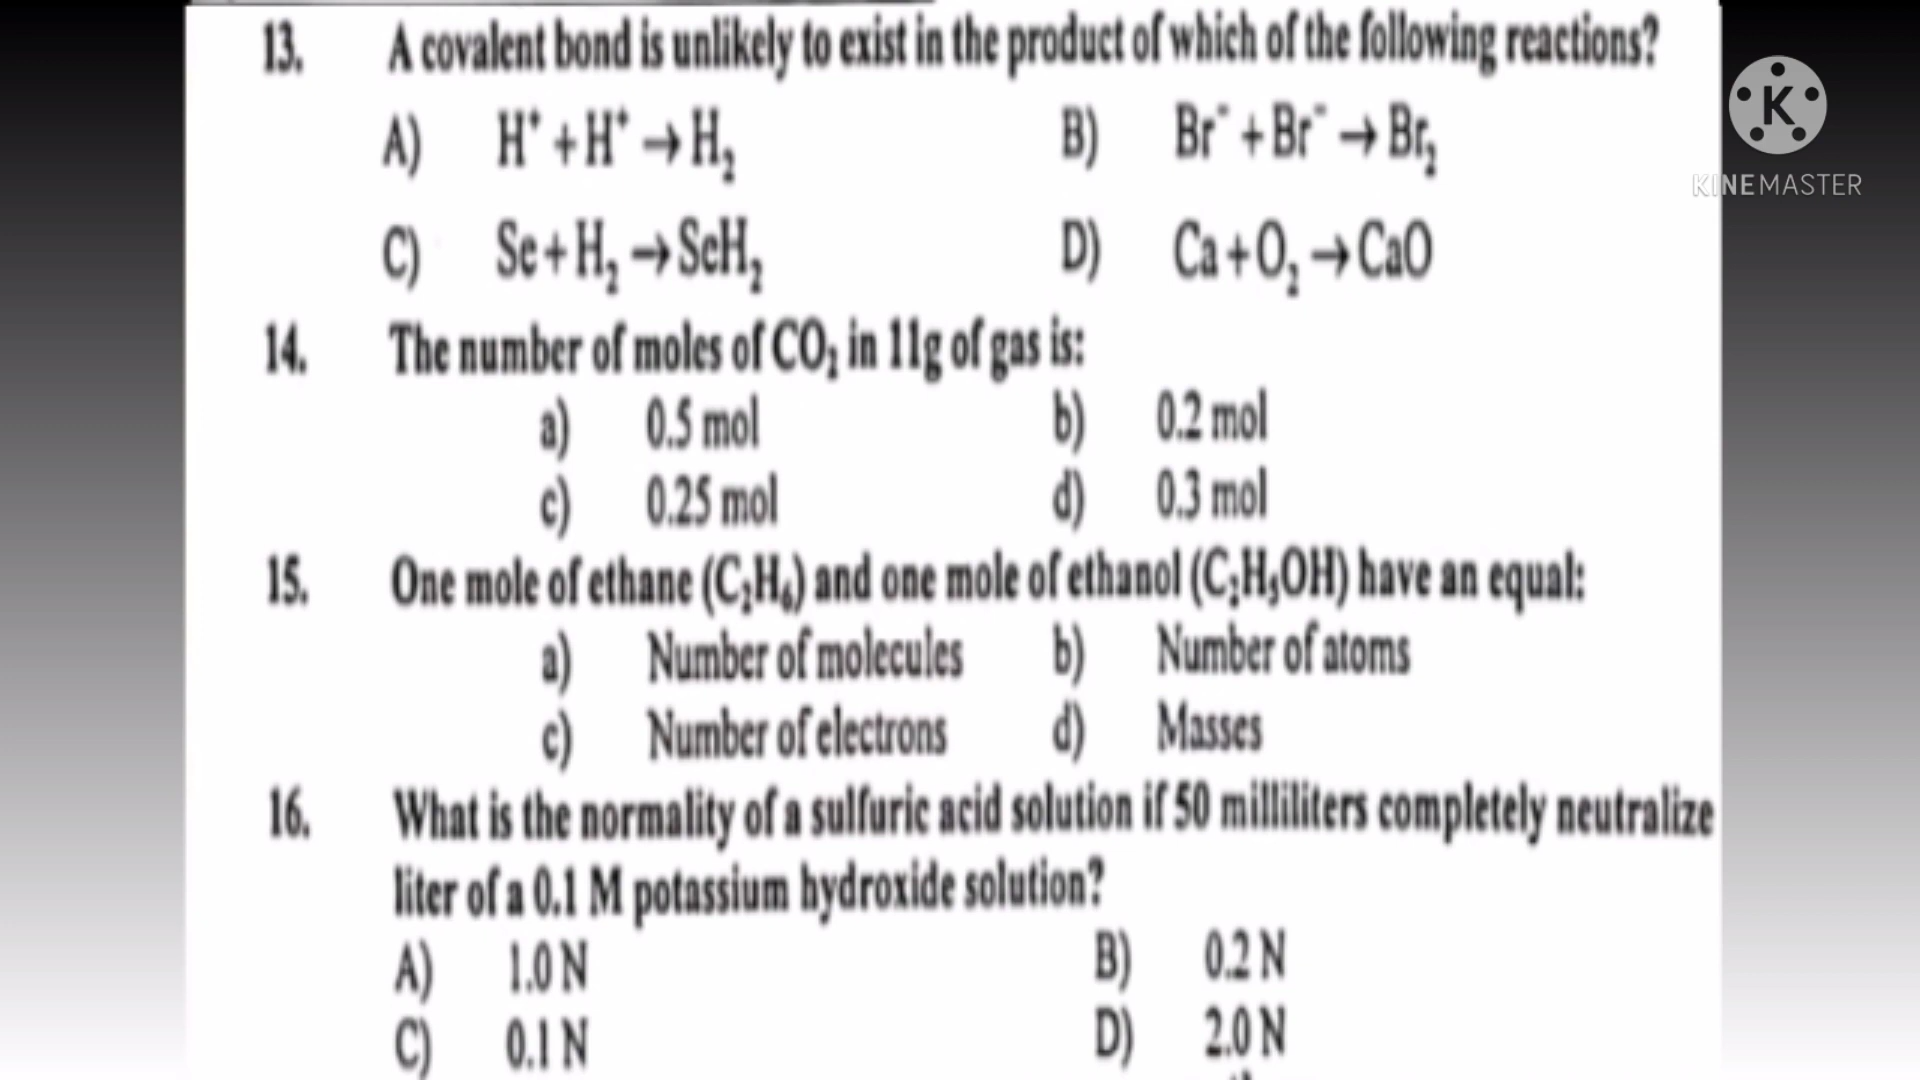 13. A covalent bond is unlikely to exist in the product of which of the following reactions?
A) H⁺ + H⁺ → H₂ B) Br⁻ + Br⁻ → Br₂
C) Se + H₂ → SeH₂ D) Ca + O₂ → CaO
14. The number of moles of CO₂ in 11g of gas is:
a) 0.5 mol b) 0.2 mol
c) 0.25 mol d) 0.3 mol
15. One mole of ethane (C₂H₆) and one mole of ethanol (C₂H₅OH) have an equal:
a) Number of molecules b) Number of atoms
c) Number of electrons d) Masses
16. What is the normality of a sulfuric acid solution if 50 milliliters completely neutralize
liter of a 0.1 M potassium hydroxide solution?
A) 1.0 N B) 0.2 N
C) 0.1 N D) 2.0 N
K
KINEMASTER